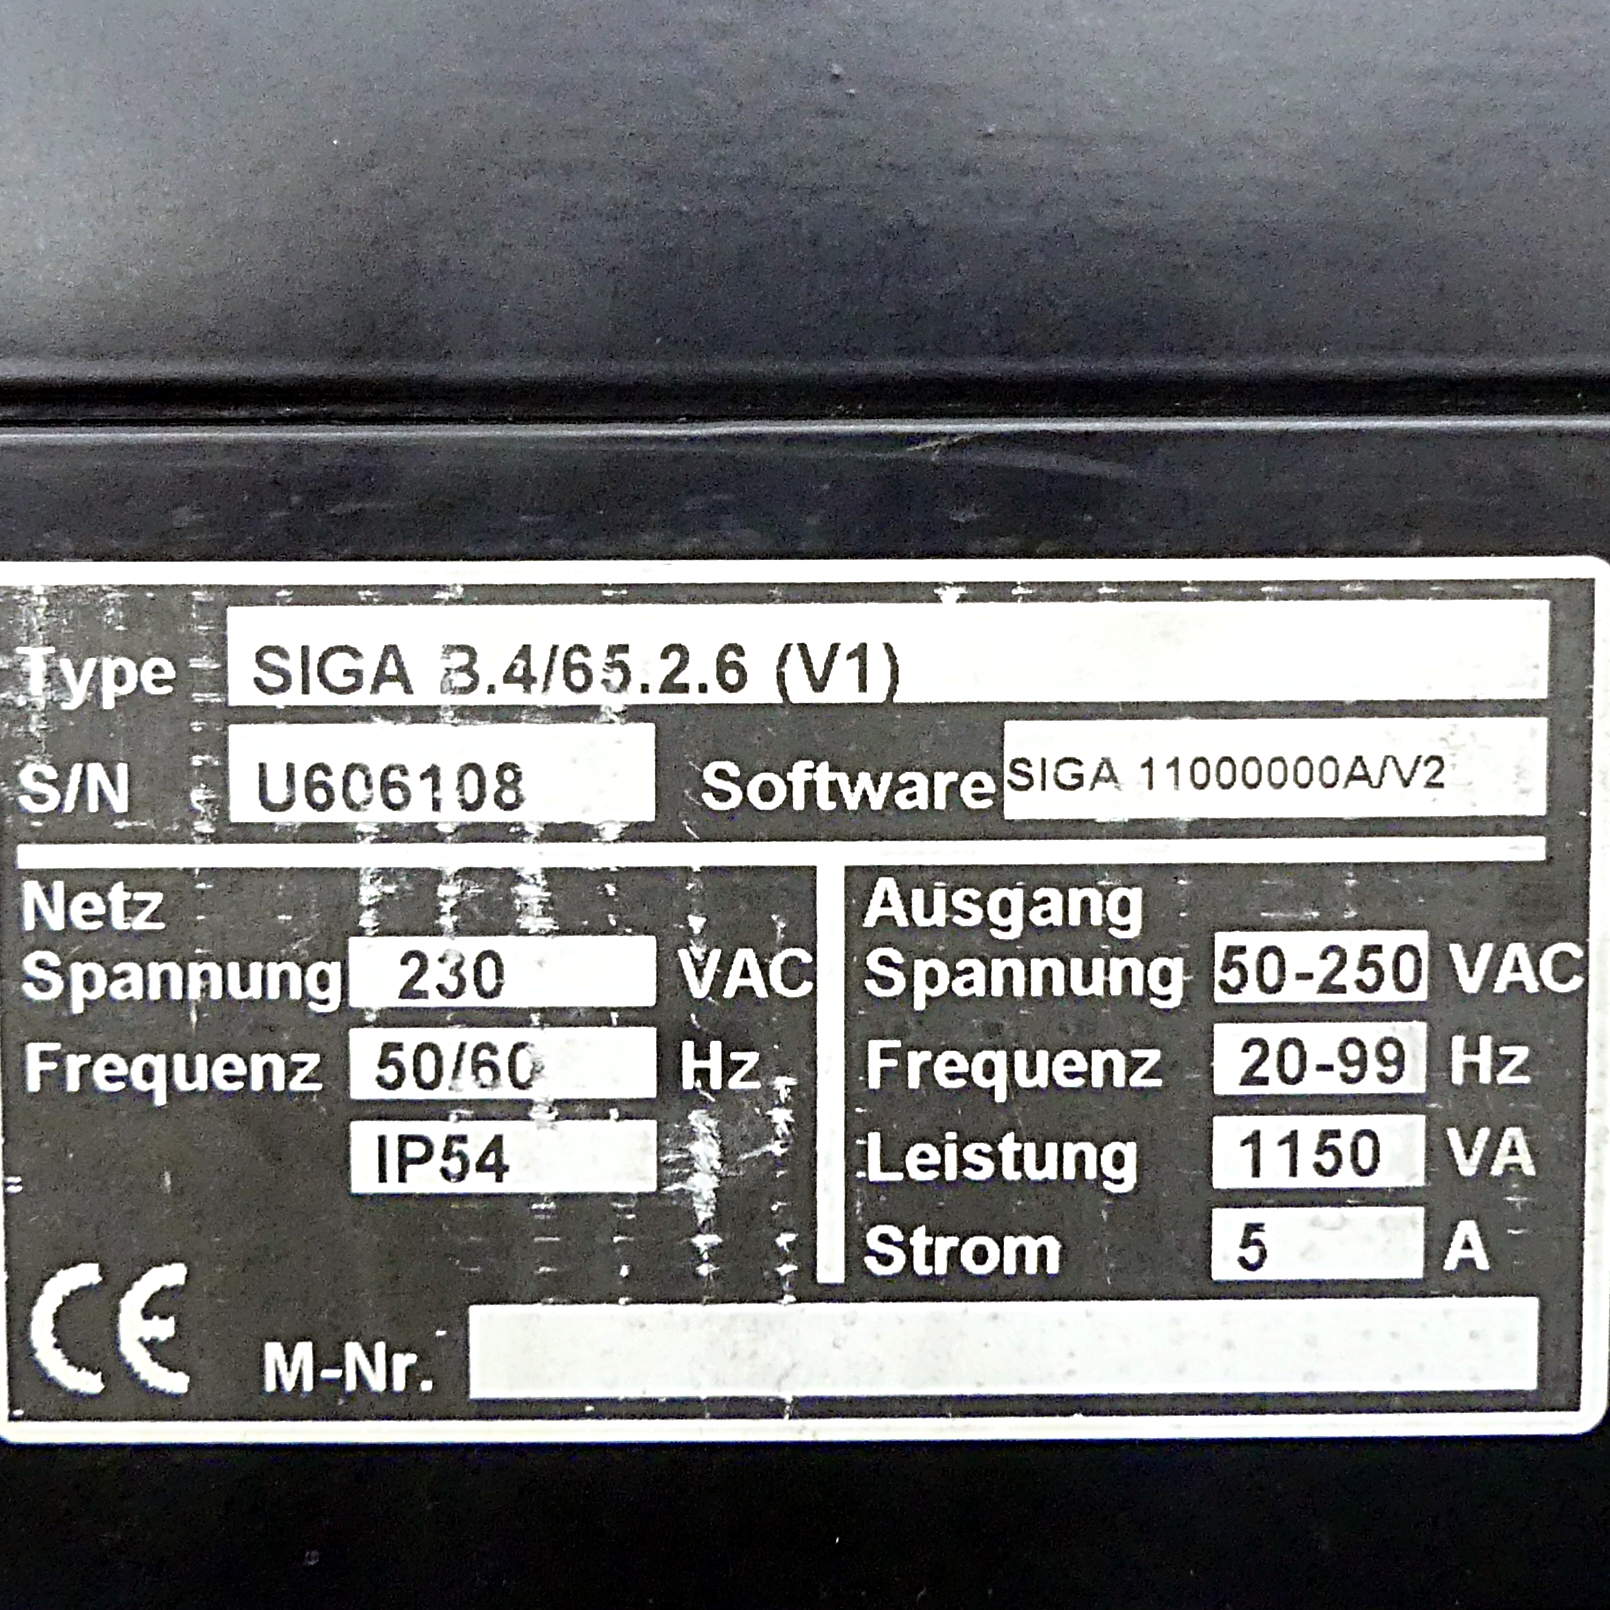 Type SIGA B.4/65.2.6 (V1)
S/N U606108 Software SIGA 11000000A/V2
Netz
Spannung 230 VAC
Frequenz 50/60 Hz
IP54
Ausgang
Spannung 50-250 VAC
Frequenz 20-99 Hz
Leistung 1150 VA
Strom 5 A
CE M-Nr.